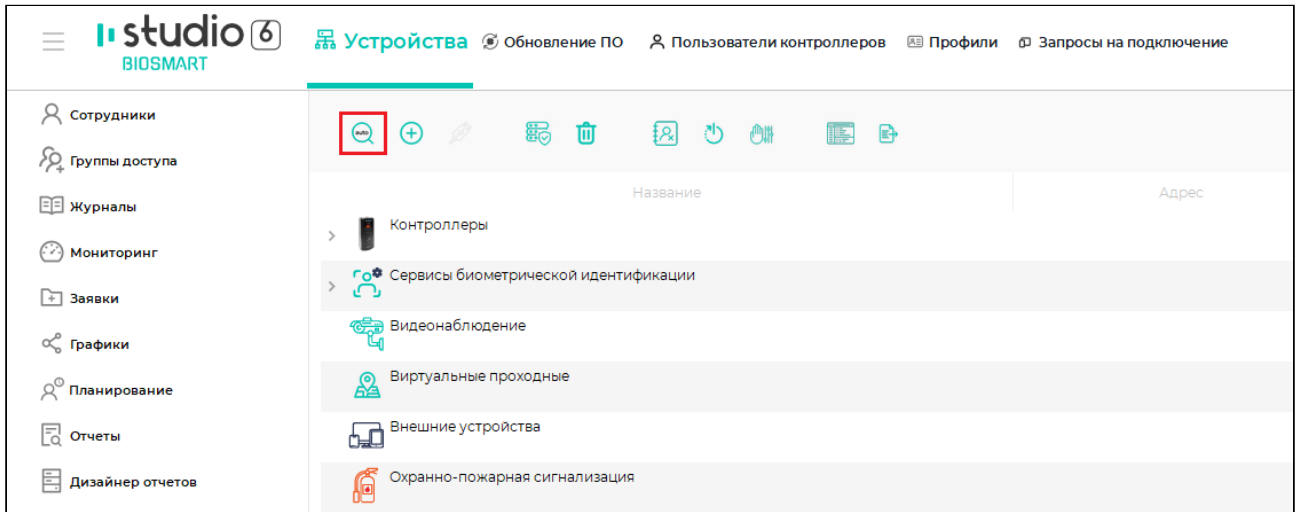 studio 6
BIOSMART
Устройства Обновление ПО Пользователи контроллеров Профили Запросы на подключение
Сотрудники
Группы доступа
Журналы
Мониторинг
Заявки
Графики
Планирование
Отчеты
Дизайнер отчетов
auto
Название Адрес
Контроллеры
Сервисы биометрической идентификации
Видеонаблюдение
Виртуальные проходные
Внешние устройства
Охранно-пожарная сигнализация